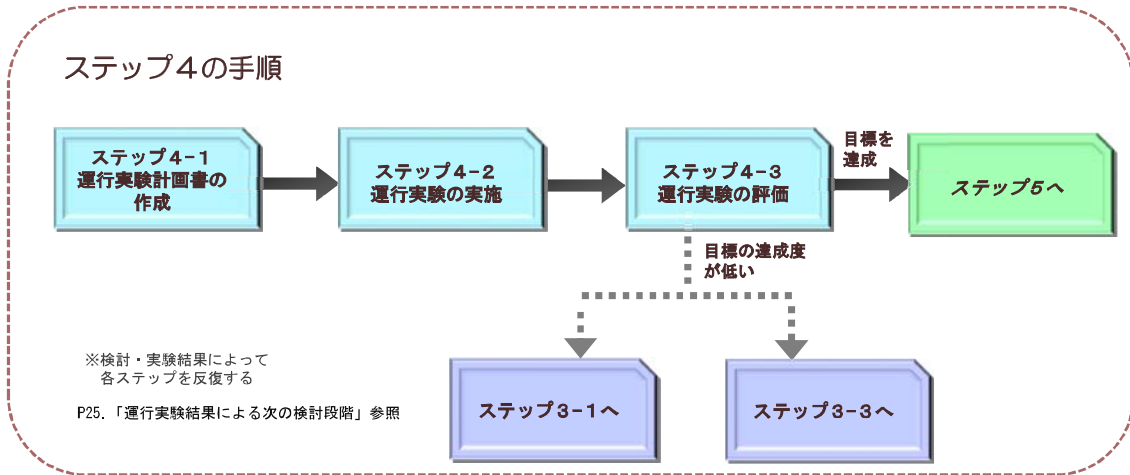 ステップ４の手順
ステップ４-１
運行実験計画書の
作成
ステップ４-２
運行実験の実施
ステップ４-３
運行実験の評価
目標を
達成
ステップ５へ
目標の達成度
が低い
ステップ３-１へ
ステップ３-３へ
※検討・実験結果によって
各ステップを反復する
P25.「運行実験結果による次の検討段階」参照